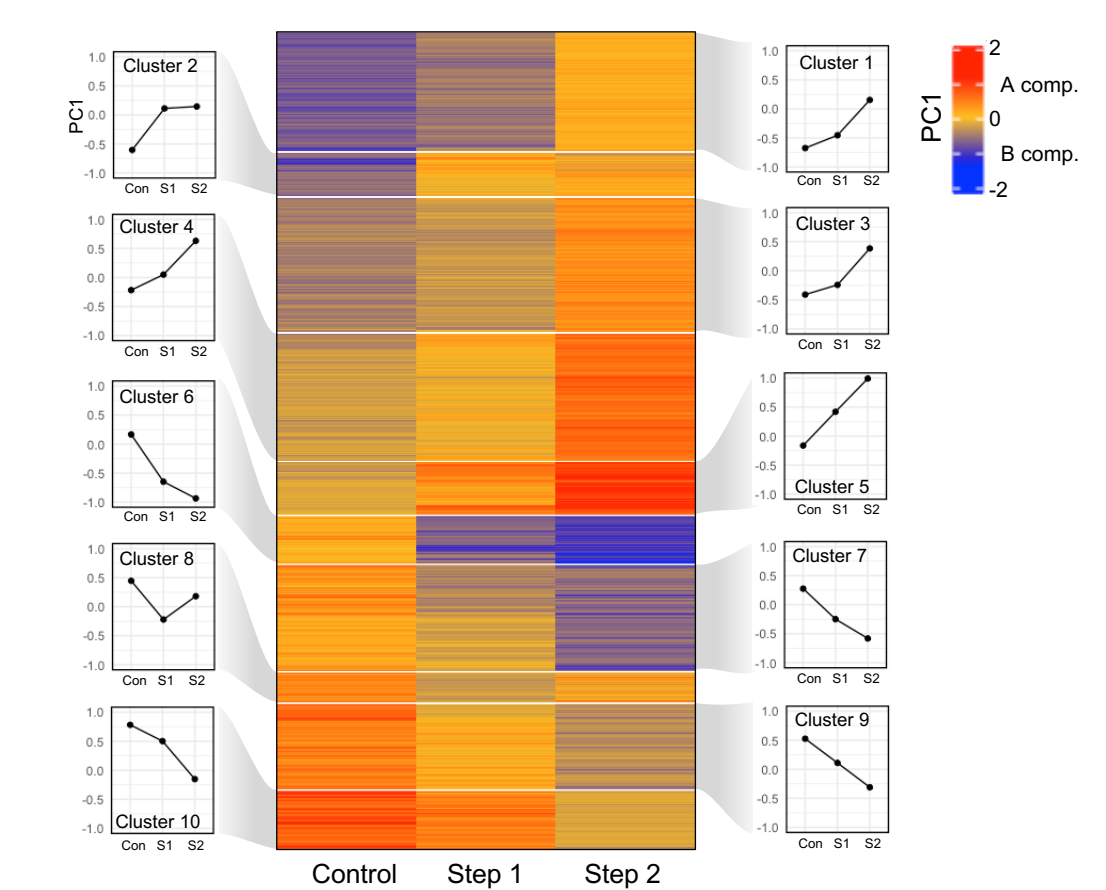 Cluster 2
1.0
0.5
0.0
-0.5
-1.0
PC1
Con S1 S2
Cluster 4
1.0
0.5
0.0
-0.5
-1.0
Con S1 S2
Cluster 6
1.0
0.5
0.0
-0.5
-1.0
Con S1 S2
Cluster 8
1.0
0.5
0.0
-0.5
-1.0
Con S1 S2
1.0
0.5
0.0
-0.5
-1.0
Cluster 10
Con S1 S2
Control Step 1 Step 2
Cluster 1
1.0
0.5
0.0
-0.5
-1.0
Con S1 S2
Cluster 3
1.0
0.5
0.0
-0.5
-1.0
Con S1 S2
1.0
0.5
0.0
-0.5
-1.0
Cluster 5
Con S1 S2
Cluster 7
1.0
0.5
0.0
-0.5
-1.0
Con S1 S2
Cluster 9
1.0
0.5
0.0
-0.5
-1.0
Con S1 S2
PC1
2
A comp.
0
B comp.
-2